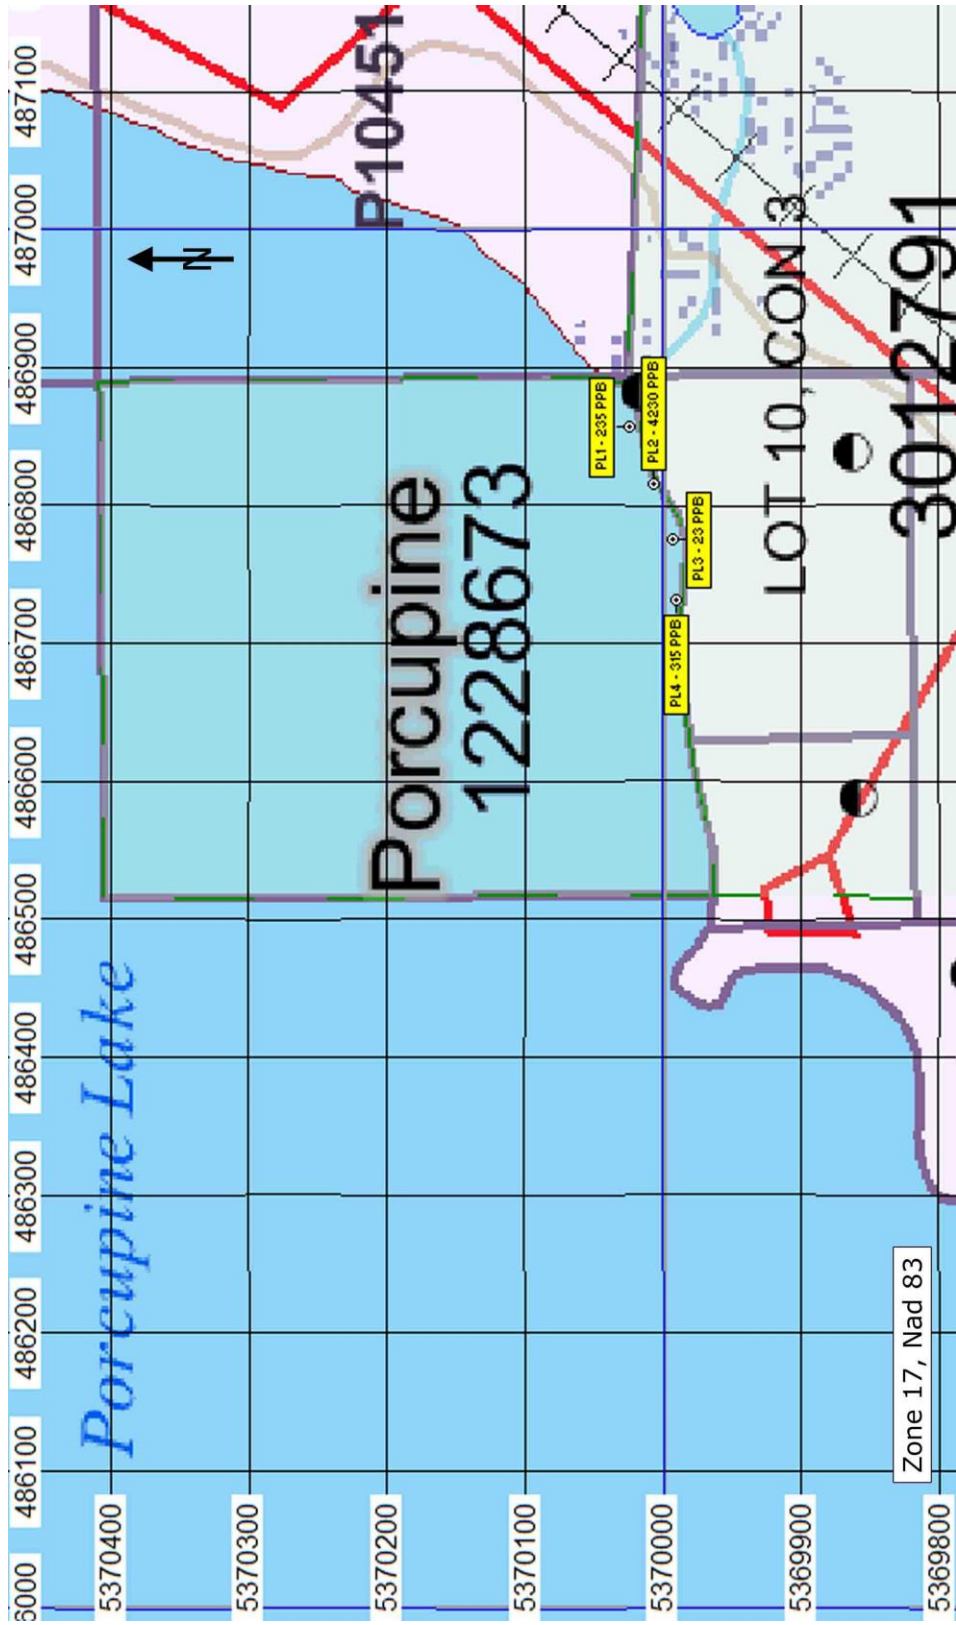 487100
487000
486900
486800
486700
486600
486500
486400
486300
486200
486100
6000
5370400
5370300
5370200
5370100
5370000
5369900
5369800
Porcupine Lake
N
P10451
Porcupine
1228673
PL1 - 235 PPB
PL2 - 4230 PPB
PL3 - 23 PPB
PL4 - 315 PPB
LOT 10, CON 3
3012791
Zone 17, Nad 83